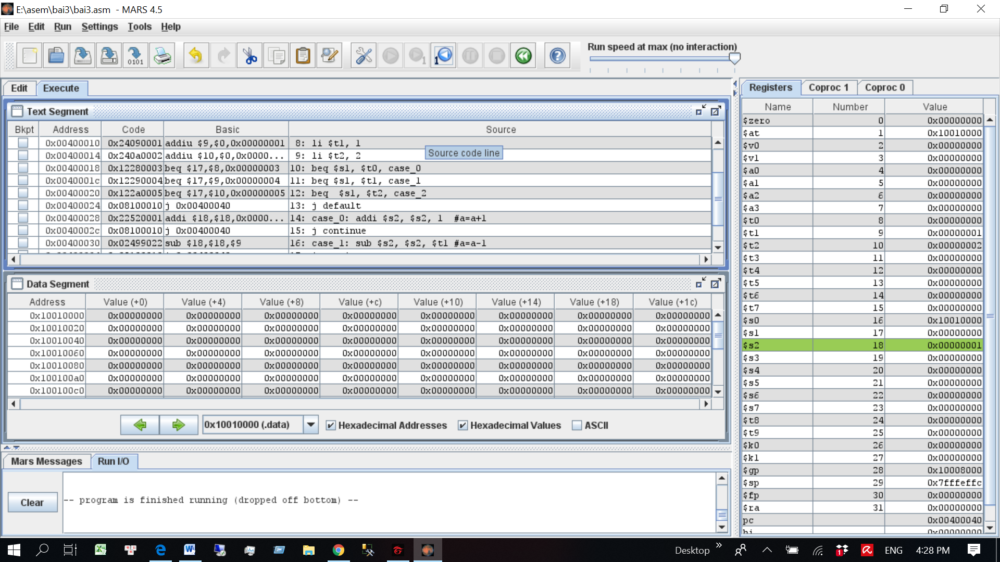 E:\asem\bai3\bai3.asm - MARS 4.5
File Edit Run Settings Tools Help
Run speed at max (no interaction)
Edit Execute
Text Segment
Bkpt Address Code Basic Source
0x00400010 0x24090001 addiu $9,$0,0x00000001 8: li $t1, 1
0x00400014 0x240a0002 addiu $10,$0,0x0000... 9: li $t2, 2
Source code line
0x00400018 0x12280003 beq $17,$8,0x00000003 10: beq $s1, $t0, case_0
0x0040001c 0x12290004 beq $17,$9,0x00000004 11: beq $s1, $t1, case_1
0x00400020 0x122a0005 beq $17,$10,0x00000005 12: beq  $s1, $t2, case_2
0x00400024 0x08100010 j 0x00400040 13: j default
0x00400028 0x22520001 addi $18,$18,0x0000... 14: case_0: addi $s2, $s2, 1  #a=a+1
0x0040002c 0x08100010 j 0x00400040 15: j continue
0x00400030 0x02499022 sub $18,$18,$9 16: case_1: sub $s2, $s2, $t1 #a=a-1
Data Segment
Address Value (+0) Value (+4) Value (+8) Value (+c) Value (+10) Value (+14) Value (+18) Value (+1c)
0x10010000 0x00000000 0x00000000 0x00000000 0x00000000 0x00000000 0x00000000 0x00000000 0x00000000
0x10010020 0x00000000 0x00000000 0x00000000 0x00000000 0x00000000 0x00000000 0x00000000 0x00000000
0x10010040 0x00000000 0x00000000 0x00000000 0x00000000 0x00000000 0x00000000 0x00000000 0x00000000
0x10010060 0x00000000 0x00000000 0x00000000 0x00000000 0x00000000 0x00000000 0x00000000 0x00000000
0x10010080 0x00000000 0x00000000 0x00000000 0x00000000 0x00000000 0x00000000 0x00000000 0x00000000
0x100100a0 0x00000000 0x00000000 0x00000000 0x00000000 0x00000000 0x00000000 0x00000000 0x00000000
0x100100c0 0x00000000 0x00000000 0x00000000 0x00000000 0x00000000 0x00000000 0x00000000 0x00000000
0x10010000 (.data) Hexadecimal Addresses Hexadecimal Values ASCII
Mars Messages Run I/O
Clear
-- program is finished running (dropped off bottom) --
Registers Coproc 1 Coproc 0
Name Number Value
$zero 0 0x00000000
$at 1 0x10010000
$v0 2 0x00000000
$v1 3 0x00000000
$a0 4 0x00000000
$a1 5 0x00000000
$a2 6 0x00000000
$a3 7 0x00000000
$t0 8 0x00000000
$t1 9 0x00000001
$t2 10 0x00000002
$t3 11 0x00000000
$t4 12 0x00000000
$t5 13 0x00000000
$t6 14 0x00000000
$t7 15 0x00000000
$s0 16 0x10010000
$s1 17 0x00000000
$s2 18 0x00000001
$s3 19 0x00000000
$s4 20 0x00000000
$s5 21 0x00000000
$s6 22 0x00000000
$s7 23 0x00000000
$t8 24 0x00000000
$t9 25 0x00000000
$k0 26 0x00000000
$k1 27 0x00000000
$gp 28 0x10008000
$sp 29 0x7fffeffc
$fp 30 0x00000000
$ra 31 0x00000000
pc 0x00400040
hi 0x00000000
Desktop ENG 4:28 PM